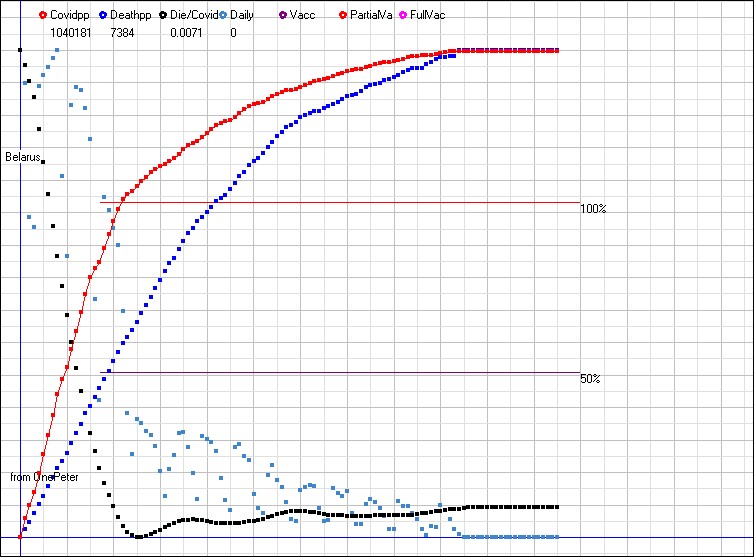 Covidpp Deathpp Die/Covid Daily Vacc PartialVa FullVac
1040181 7384 0.0071 0
Belarus
100%
50%
from OnePeter